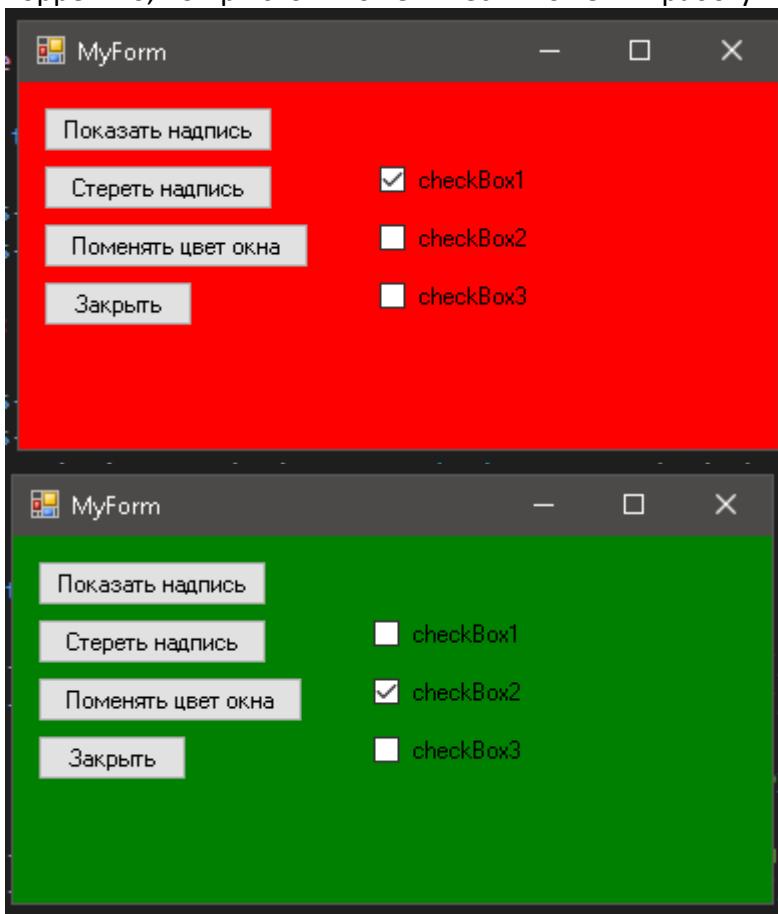 MyForm
Показать надпись
Стереть надпись
checkBox1
Поменять цвет окна
checkBox2
Закрыть
checkBox3
MyForm
Показать надпись
Стереть надпись
checkBox1
Поменять цвет окна
checkBox2
Закрыть
checkBox3